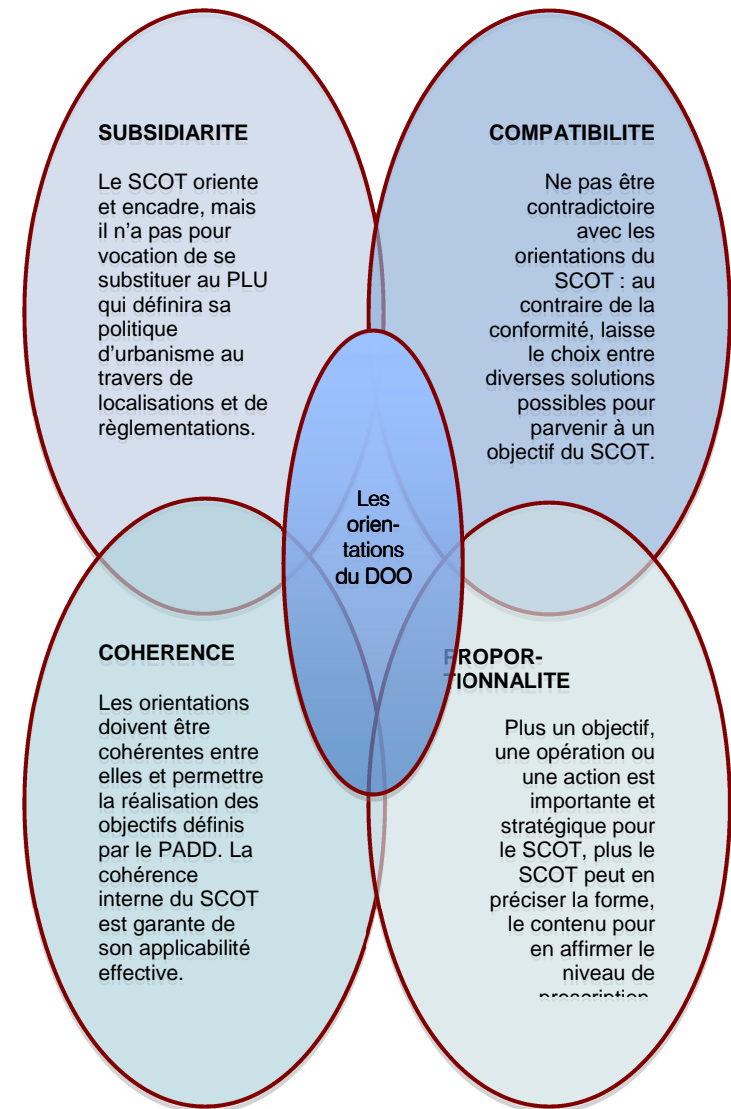 SUBSIDIARITE
Le SCOT oriente
et encadre, mais
il n'a pas pour
vocation de se
substituer au PLU
qui définira sa
politique
d'urbanisme au
travers de
localisations et de
règlementations.
COMPATIBILITE
Ne pas être
contradictoire
avec les
orientations du
SCOT : au
contraire de la
conformité, laisse
le choix entre
diverses solutions
possibles pour
parvenir à un
objectif du SCOT.
Les
orien-
tations
du DOO
COHERENCE
Les orientations
doivent être
cohérentes entre
elles et permettre
la réalisation des
objectifs définis
par le PADD. La
cohérence
interne du SCOT
est garante de
son applicabilité
effective.
PROPOR-
TIONNALITE
Plus un objectif,
une opération ou
une action est
importante et
stratégique pour
le SCOT, plus le
SCOT peut en
préciser la forme,
le contenu pour
en affirmer le
niveau de
prescription.